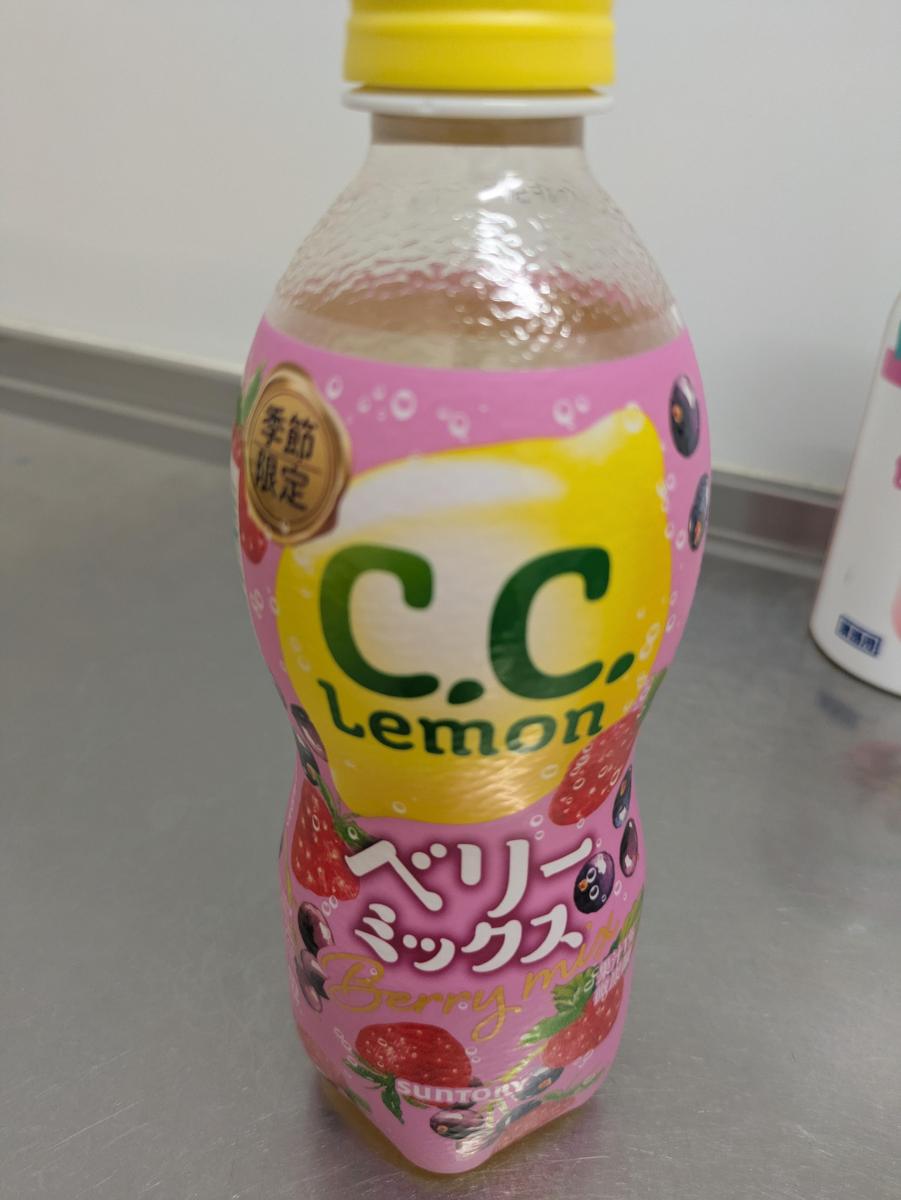 季節
限定
C.C.
Lemon
ベリー
ミックス
Berry mix
SUNTORY